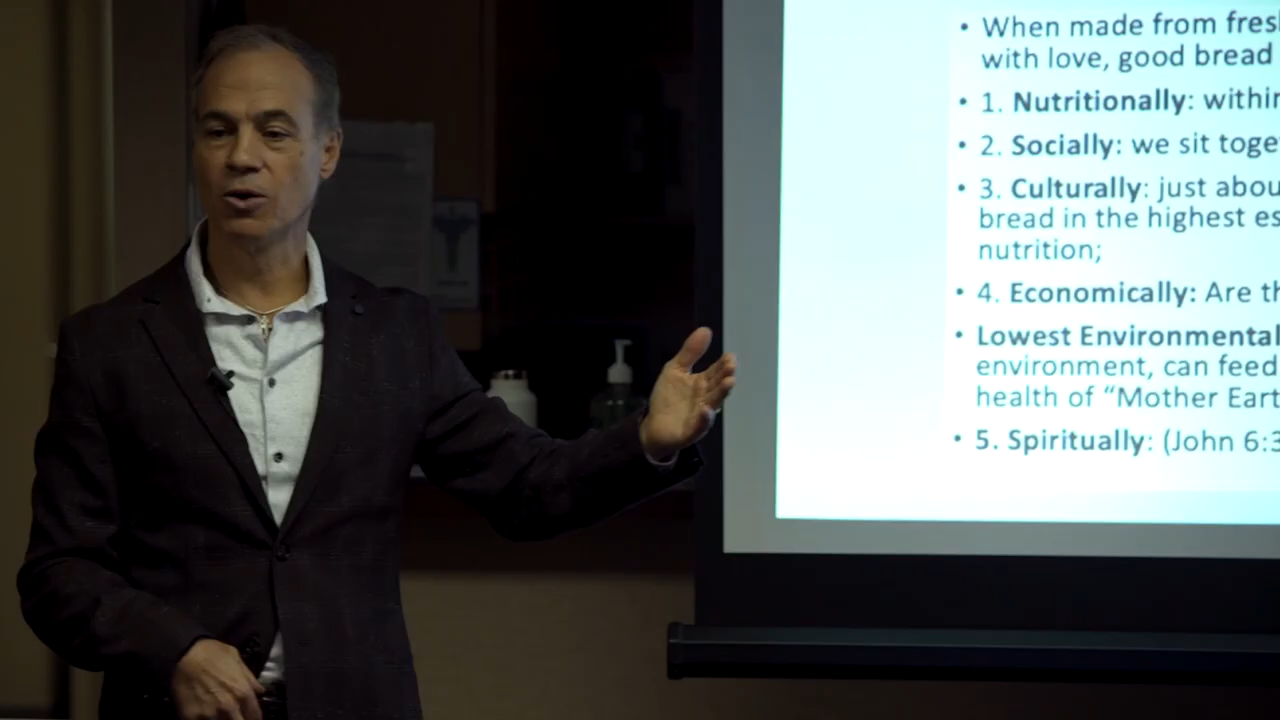 • When made from fres
with love, good bread
• 1. Nutritionally: within
• 2. Socially: we sit toge
• 3. Culturally: just abou
bread in the highest es
nutrition;
• 4. Economically: Are th
• Lowest Environmental
environment, can feed
health of “Mother Eart
• 5. Spiritually: (John 6:3